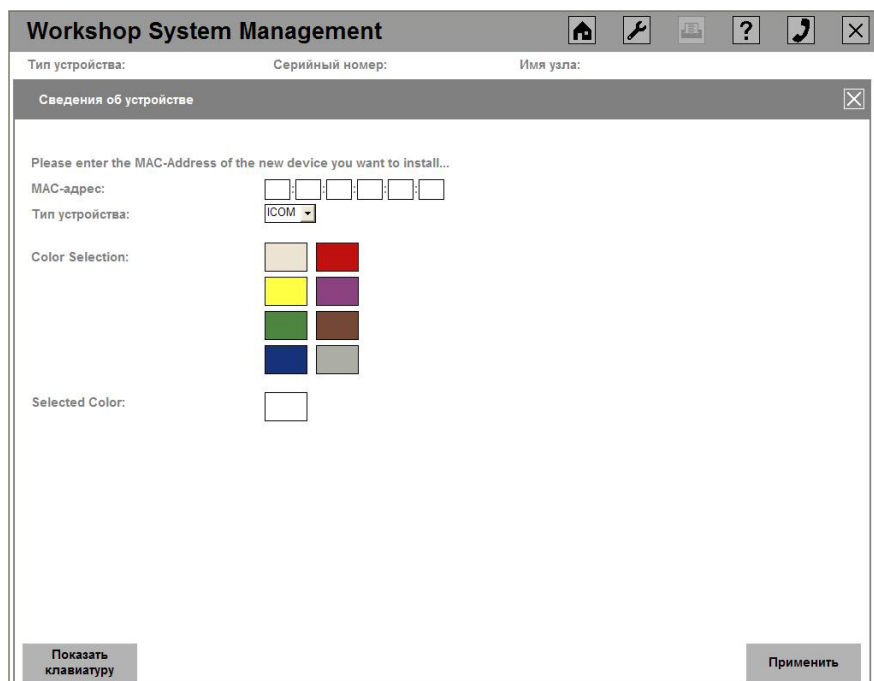 Workshop System Management
?
Тип устройства: Серийный номер: Имя узла:
Сведения об устройстве
Please enter the MAC-Address of the new device you want to install...
MAC-адрес: : : : : :
Тип устройства: ICOM
Color Selection:
Selected Color:
Показать
клавиатуру
Применить